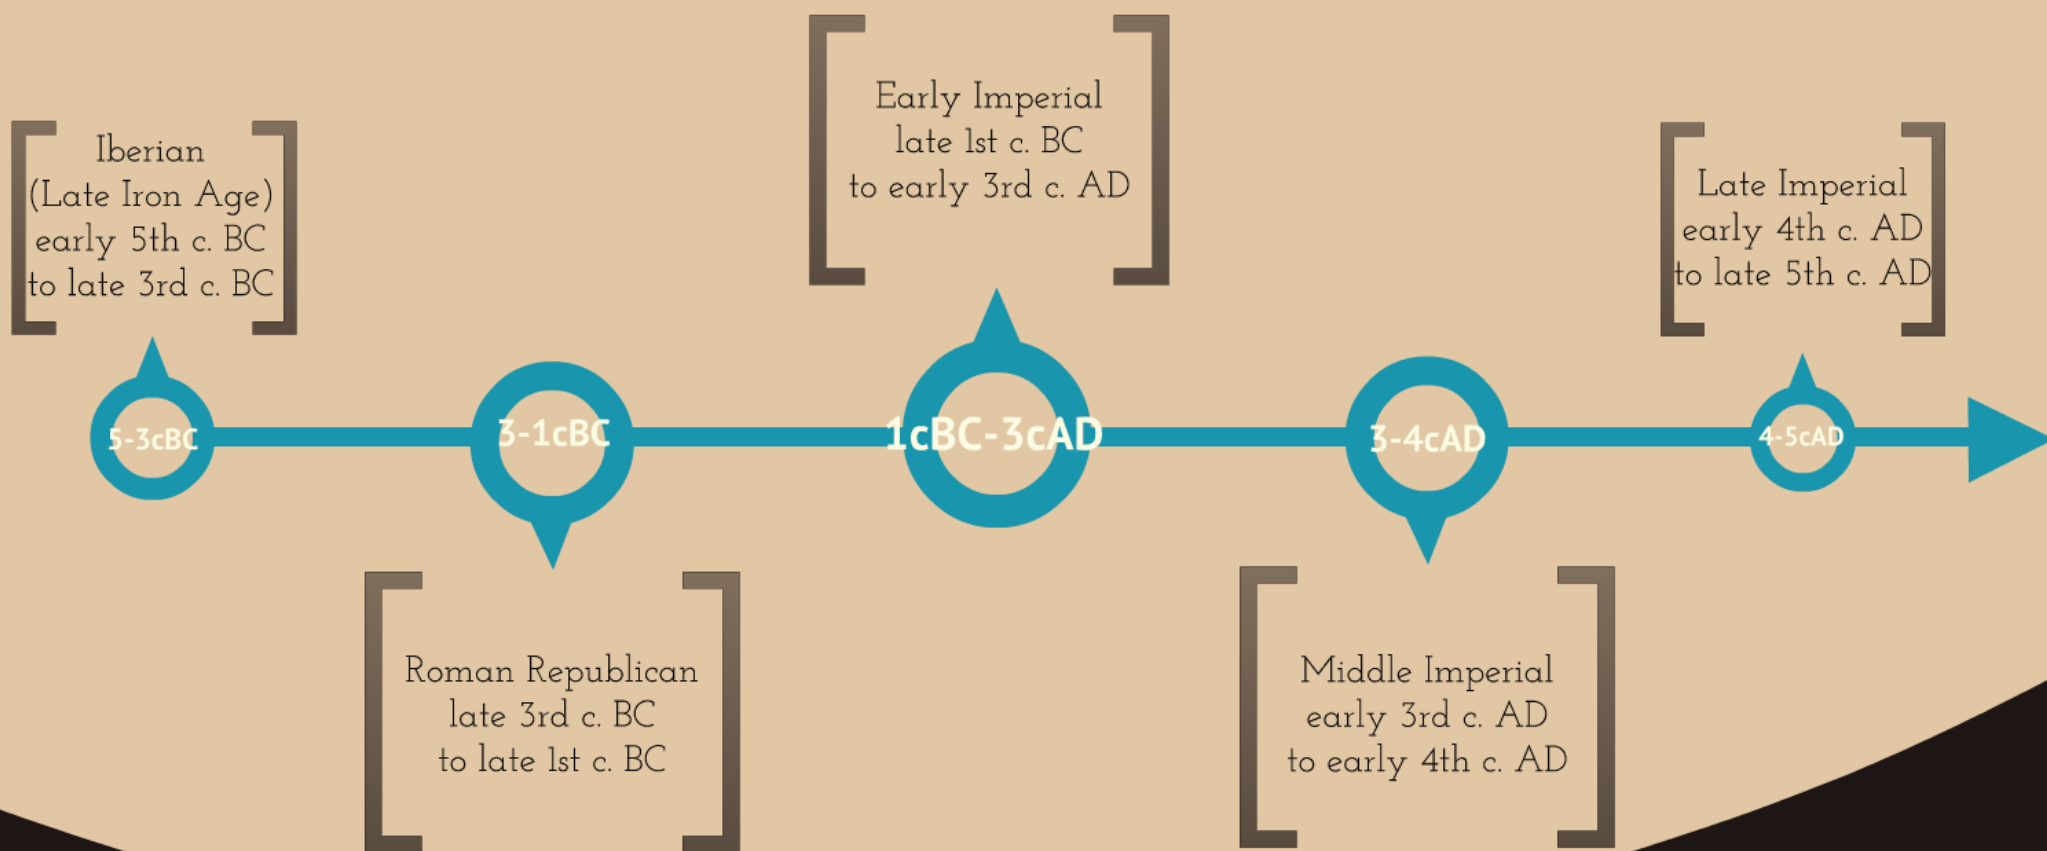 Iberian
(Late Iron Age)
early 5th c. BC
to late 3rd c. BC
5-3cBC
3-1cBC
Roman Republican
late 3rd c. BC
to late 1st c. BC
Early Imperial
late 1st c. BC
to early 3rd c. AD
1cBC-3cAD
3-4cAD
Middle Imperial
early 3rd c. AD
to early 4th c. AD
Late Imperial
early 4th c. AD
to late 5th c. AD
4-5cAD